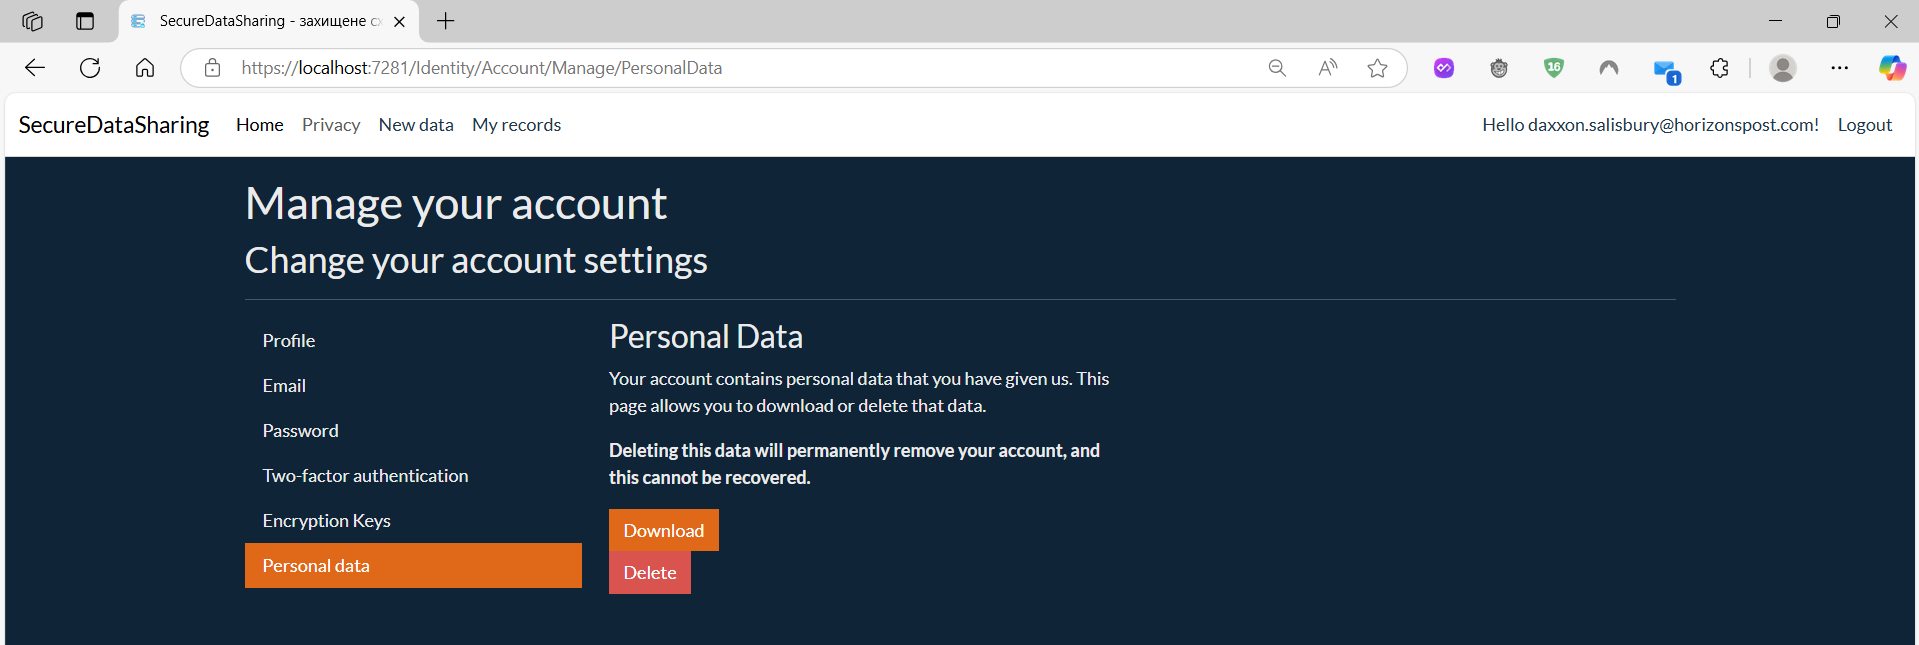 SecureDataSharing - захищене сх
https://localhost:7281/Identity/Account/Manage/PersonalData
16
1
SecureDataSharing Home Privacy New data My records Hello daxxon.salisbury@horizonspost.com! Logout
Manage your account
Change your account settings
Profile
Email
Password
Two-factor authentication
Encryption Keys
Personal data
Personal Data
Your account contains personal data that you have given us. This
page allows you to download or delete that data.
Deleting this data will permanently remove your account, and
this cannot be recovered.
Download
Delete